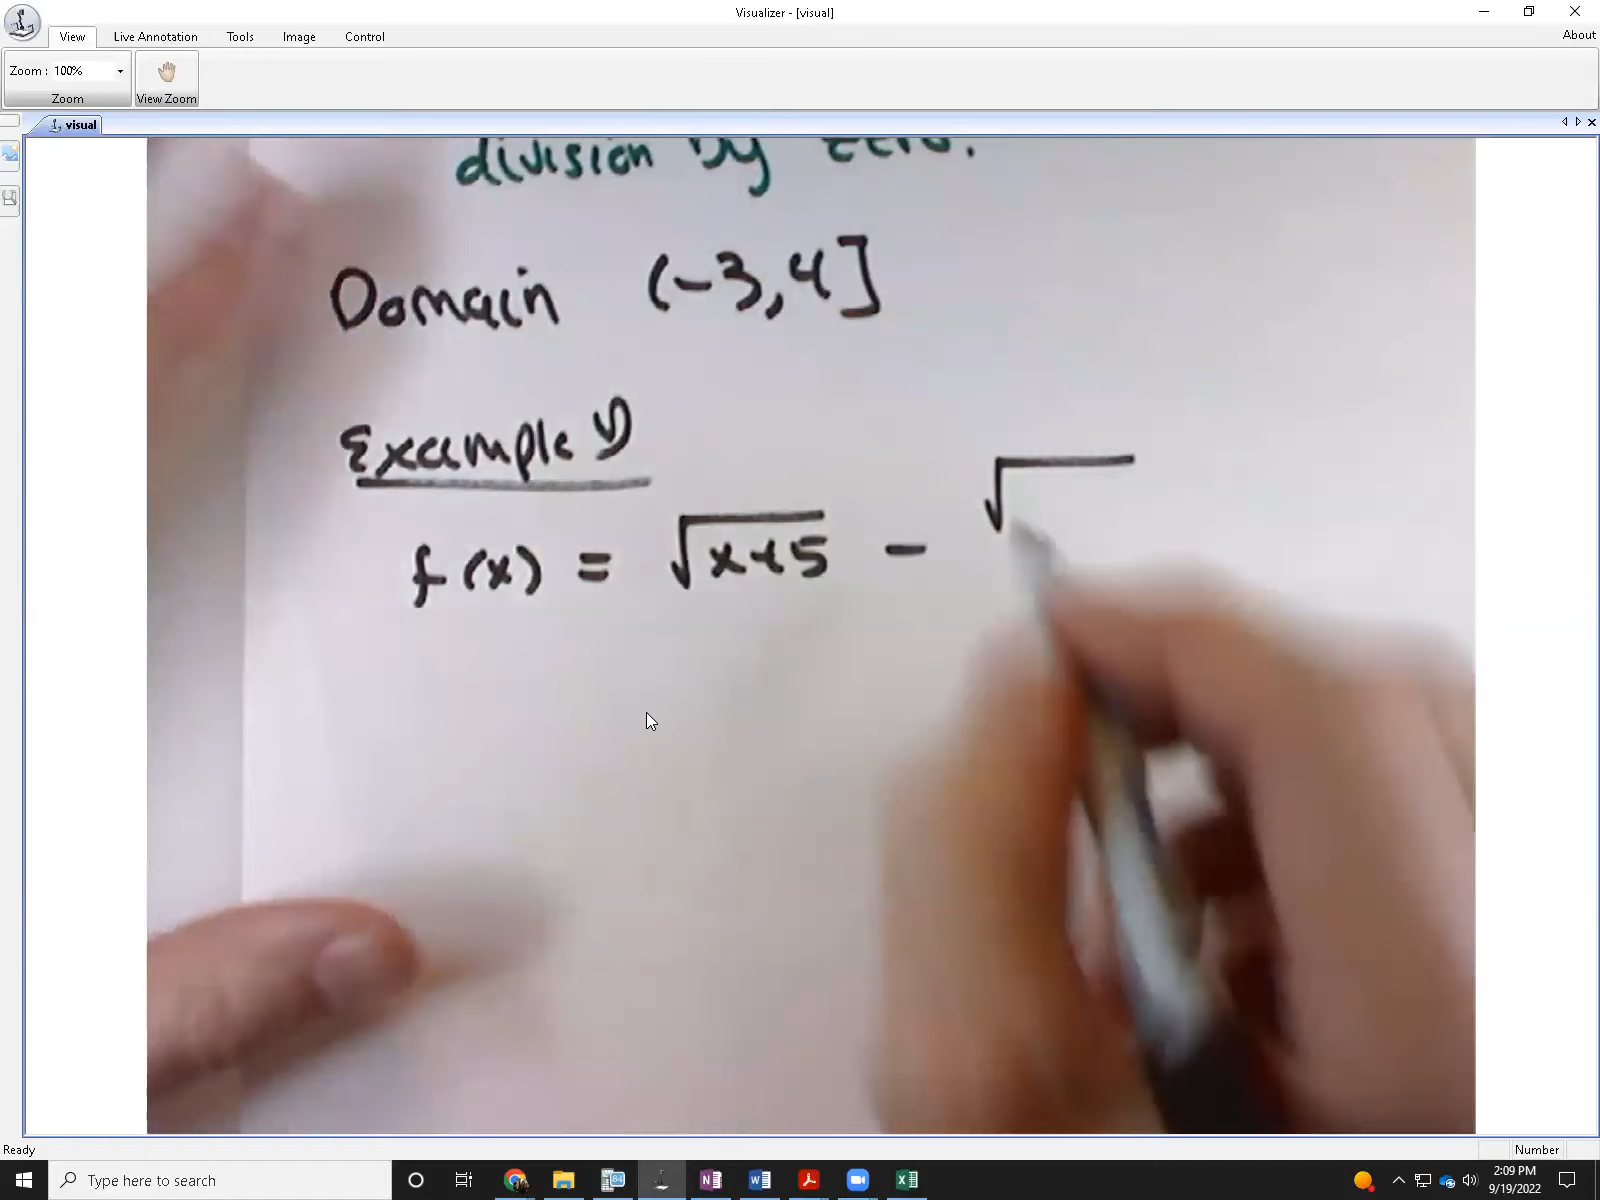 Visualizer - [visual]
View Live Annotation Tools Image Control About
Zoom : 100%
Zoom View Zoom
visual
division by zero.
Domain (-3,4]
Example
f(x) = √x+5 - √
Ready Number
Type here to search
2:09 PM
9/19/2022